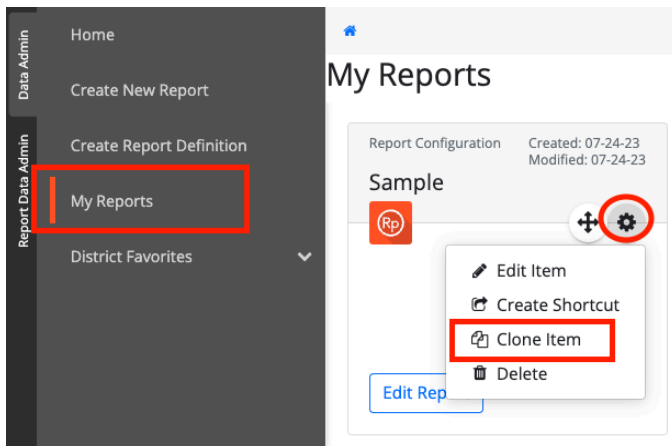 Data Admin
Report Data Admin
Home
Create New Report
Create Report Definition
My Reports
District Favorites
My Reports
Report Configuration
Created: 07-24-23
Modified: 07-24-23
Sample
Rp
Edit Item
Create Shortcut
Clone Item
Delete
Edit Rep